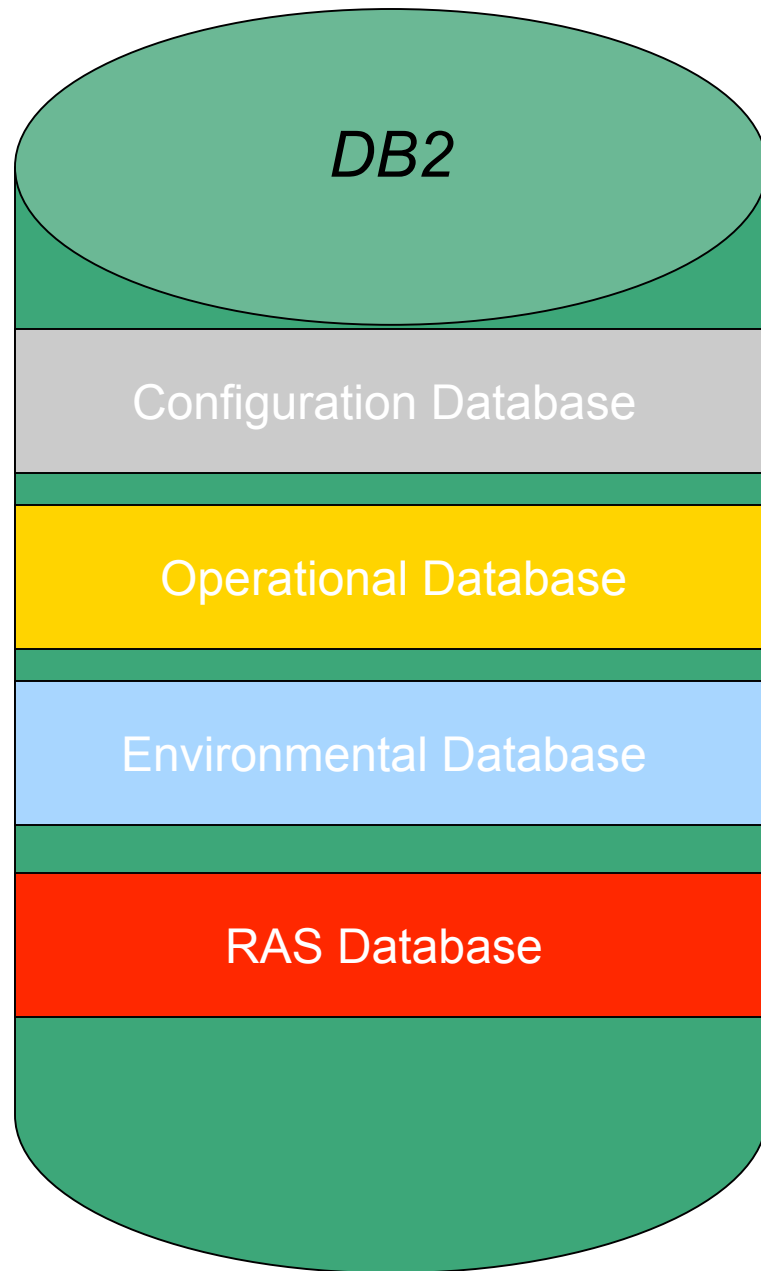 DB2
Configuration Database
Operational Database
Environmental Database
RAS Database